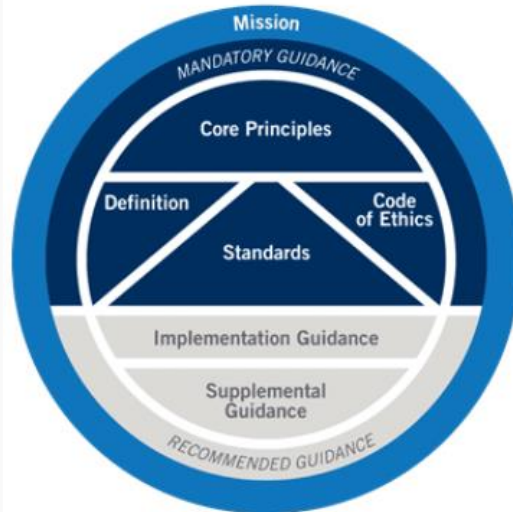 Mission
MANDATORY GUIDANCE
Core Principles
Definition
Code
of Ethics
Standards
Implementation Guidance
Supplemental
Guidance
RECOMMENDED GUIDANCE